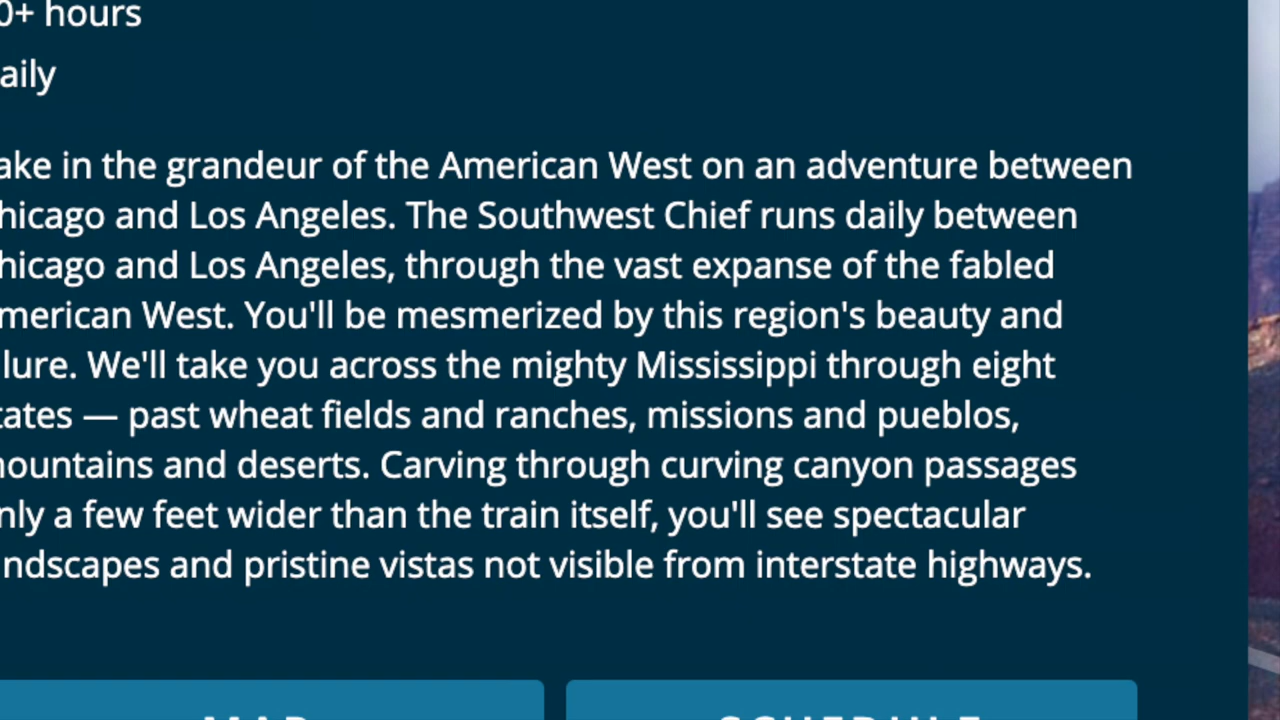 0+ hours
aily
ake in the grandeur of the American West on an adventure between
hicago and Los Angeles. The Southwest Chief runs daily between
hicago and Los Angeles, through the vast expanse of the fabled
merican West. You'll be mesmerized by this region's beauty and
lure. We'll take you across the mighty Mississippi through eight
tates — past wheat fields and ranches, missions and pueblos,
ountains and deserts. Carving through curving canyon passages
nly a few feet wider than the train itself, you'll see spectacular
ndscapes and pristine vistas not visible from interstate highways.
MAP SCHEDULE